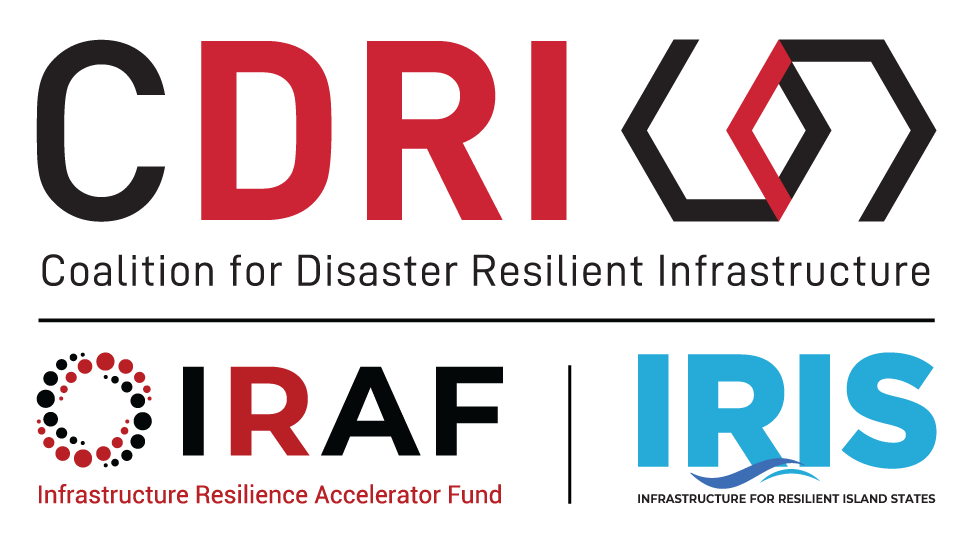 CDRI
Coalition for Disaster Resilient Infrastructure
IRAF
Infrastructure Resilience Accelerator Fund
IRIS
INFRASTRUCTURE FOR RESILIENT ISLAND STATES